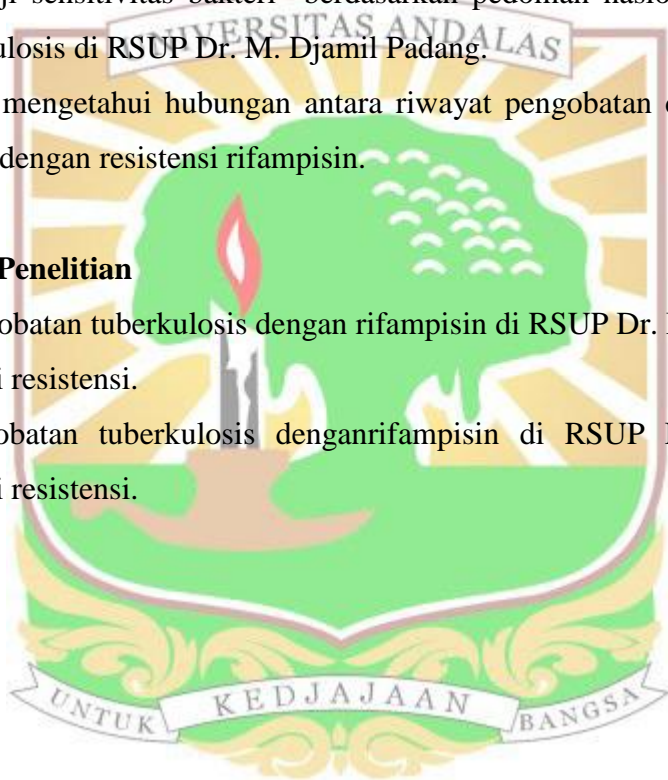 ji sensitivitas bakteri berdasarkan pedoman nasio
UNIVERSITAS ANDALAS
ulosis di RSUP Dr. M. Djamil Padang.
mengetahui hubungan antara riwayat pengobatan
dengan resistensi rifampisin.
Penelitian
obatan tuberkulosis dengan rifampisin di RSUP Dr.
i resistensi.
obatan tuberkulosis denganrifampisin di RSUP
i resistensi.
UNTUK KEDJAJAAN BANGSA